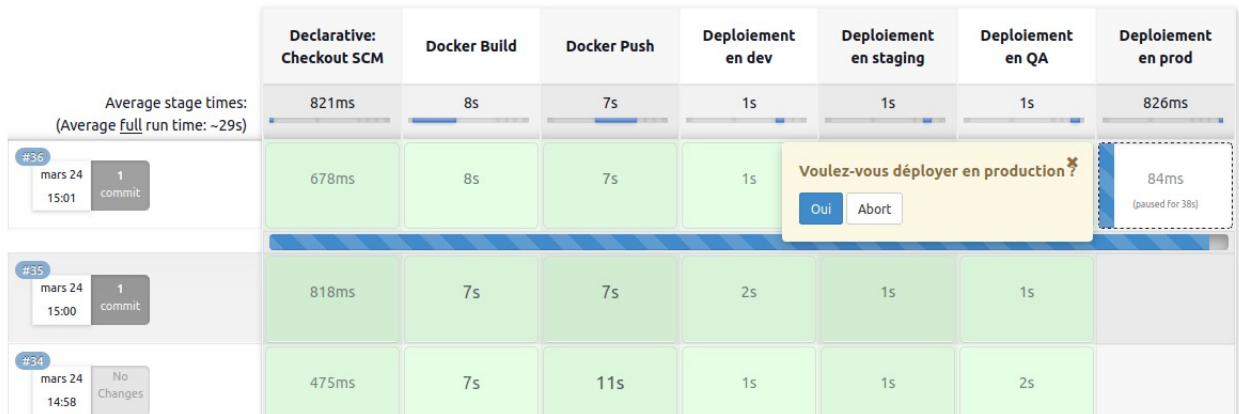 Declarative: Checkout SCM
Docker Build
Docker Push
Deploiement en dev
Deploiement en staging
Deploiement en QA
Deploiement en prod
Average stage times:
(Average full run time: ~29s)
821ms
8s
7s
1s
1s
1s
826ms
#36
mars 24
15:01
1
commit
678ms
8s
7s
1s
Voulez-vous déployer en production ?
Oui
Abort
84ms
(paused for 38s)
#35
mars 24
15:00
1
commit
818ms
7s
7s
2s
1s
1s
#34
mars 24
14:58
No
Changes
475ms
7s
11s
1s
1s
2s